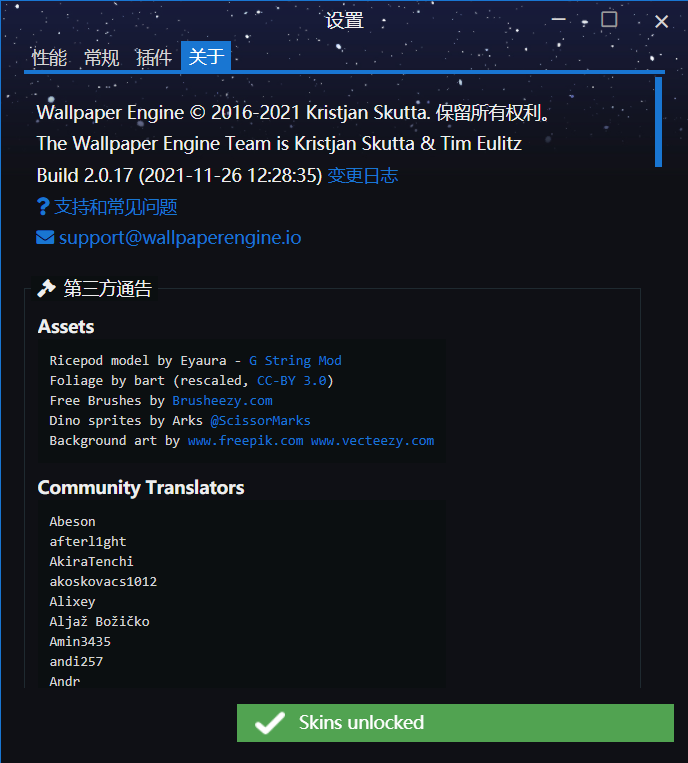 设置
性能 常规 插件 关于
Wallpaper Engine © 2016-2021 Kristjan Skutta. 保留所有权利。
The Wallpaper Engine Team is Kristjan Skutta & Tim Eulitz
Build 2.0.17 (2021-11-26 12:28:35) 变更日志
支持和常见问题
support@wallpaperengine.io
第三方通告
Assets
Ricepod model by Eyaura - G String Mod
Foliage by bart (rescaled, CC-BY 3.0)
Free Brushes by Brusheezy.com
Dino sprites by Arks @ScissorMarks
Background art by www.freepik.com www.vecteezy.com
Community Translators
Abeson
afterl1ght
AkiraTenchi
akoskovacs1012
Alixey
Aljaž Božičko
Amin3435
andi257
Andr
Skins unlocked